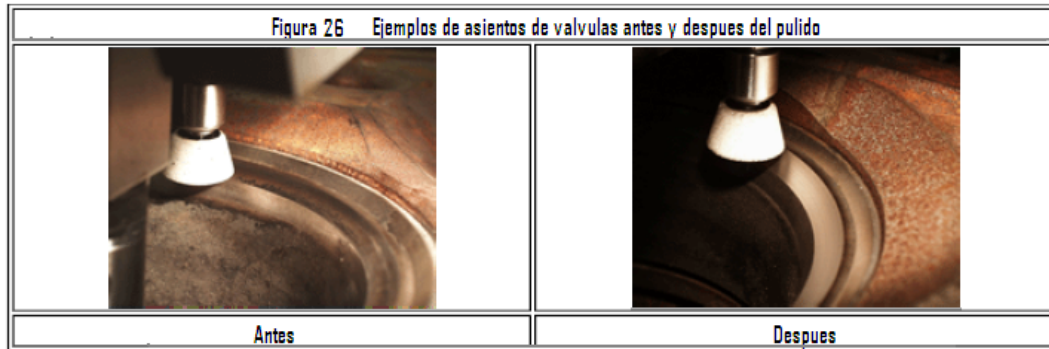 Figura 26 Ejemplos de asientos de valvulas antes y despues del pulido
Antes
Despues